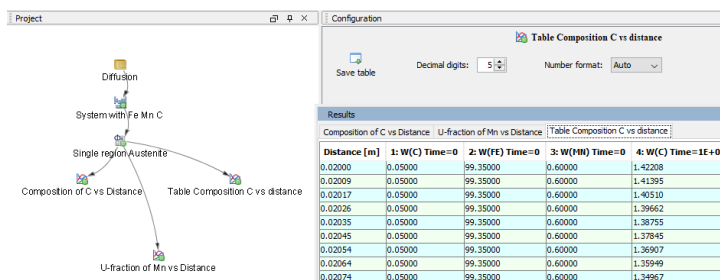 Project
Configuration
Table Composition C vs distance
Save table
Decimal digits: 5
Number format: Auto
Diffusion
System with Fe Mn C
Single region Austenite
Composition of C vs Distance
Table Composition C vs distance
U-fraction of Mn vs Distance
Results
Composition of C vs Distance U-fraction of Mn vs Distance Table Composition C vs distance
Distance [m] 1: W(C) Time=0 2: W(FE) Time=0 3: W(MN) Time=0 4: W(C) Time=1E+0
0.02000 0.05000 99.35000 0.60000 1.42208
0.02009 0.05000 99.35000 0.60000 1.41395
0.02017 0.05000 99.35000 0.60000 1.40510
0.02026 0.05000 99.35000 0.60000 1.39662
0.02035 0.05000 99.35000 0.60000 1.38755
0.02045 0.05000 99.35000 0.60000 1.37845
0.02054 0.05000 99.35000 0.60000 1.36907
0.02064 0.05000 99.35000 0.60000 1.35949
0.02074 0.05000 99.35000 0.60000 1.34967